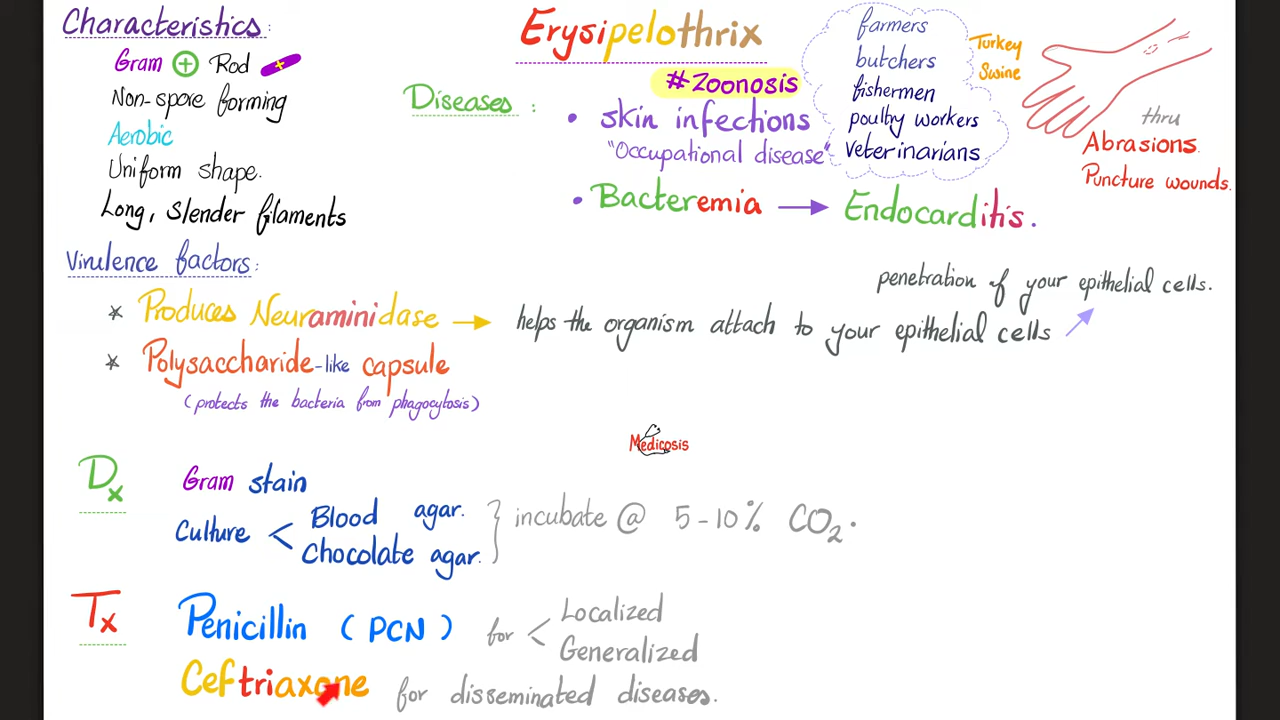 Characteristics:
Gram + Rod +
Non-spore forming
Aerobic
Uniform shape.
Long, Slender filaments
Erysipelothrix
#Zoonosis
Diseases:
• skin infections
"Occupational disease"
farmers
butchers
fishermen
poultry workers
Veterinarians
Turkey
Swine
thru
Abrasions.
Puncture wounds.
• Bacteremia → Endocarditis.
Virulence factors:
* Produces Neuraminidase → helps the organism attach to your epithelial cells
penetration of your epithelial cells.
* Polysaccharide-like capsule
(protects the bacteria from phagocytosis)
Medicosis
Dx
Gram stain
Culture < Blood agar.
Chocolate agar.
} incubate @ 5-10% CO2.
Tx
Penicillin (PCN) for < Localized
Generalized
Ceftriaxone for disseminated diseases.